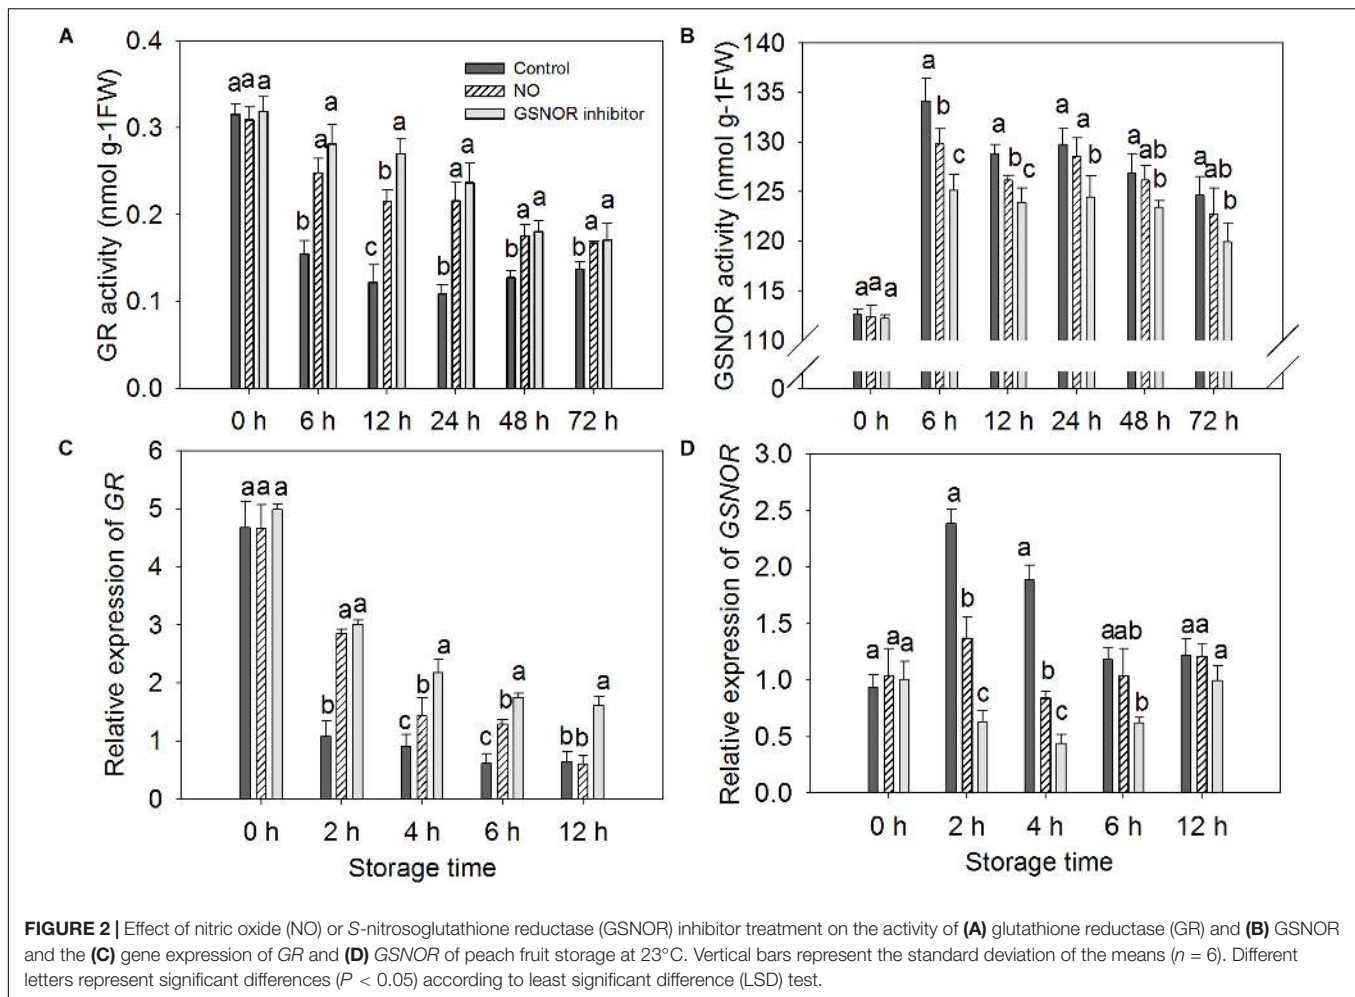 A
GR activity (nmol g-1FW)
0.4
0.3
0.2
0.1
0.0
Control
NO
GSNOR inhibitor
a a a
b a a
c b a
b a a
b a a
b a a
0 h 6 h 12 h 24 h 48 h 72 h
B
GSNOR activity (nmol g-1FW)
140
135
130
125
120
115
110
0
a a a
a b c
a b c
a a b
a ab b
a ab b
0 h 6 h 12 h 24 h 48 h 72 h
C
Relative expression of GR
6
5
4
3
2
1
0
a a a
b a a
c b a
c b a
b b a
0 h 2 h 4 h 6 h 12 h
Storage time
D
Relative expression of GSNOR
3.0
2.5
2.0
1.5
1.0
0.5
0.0
a a a
a b c
a b c
a ab b
a a a
0 h 2 h 4 h 6 h 12 h
Storage time
FIGURE 2 | Effect of nitric oxide (NO) or S-nitrosoglutathione reductase (GSNOR) inhibitor treatment on the activity of (A) glutathione reductase (GR) and (B) GSNOR
and the (C) gene expression of GR and (D) GSNOR of peach fruit storage at 23°C. Vertical bars represent the standard deviation of the means (n = 6). Different
letters represent significant differences (P < 0.05) according to least significant difference (LSD) test.